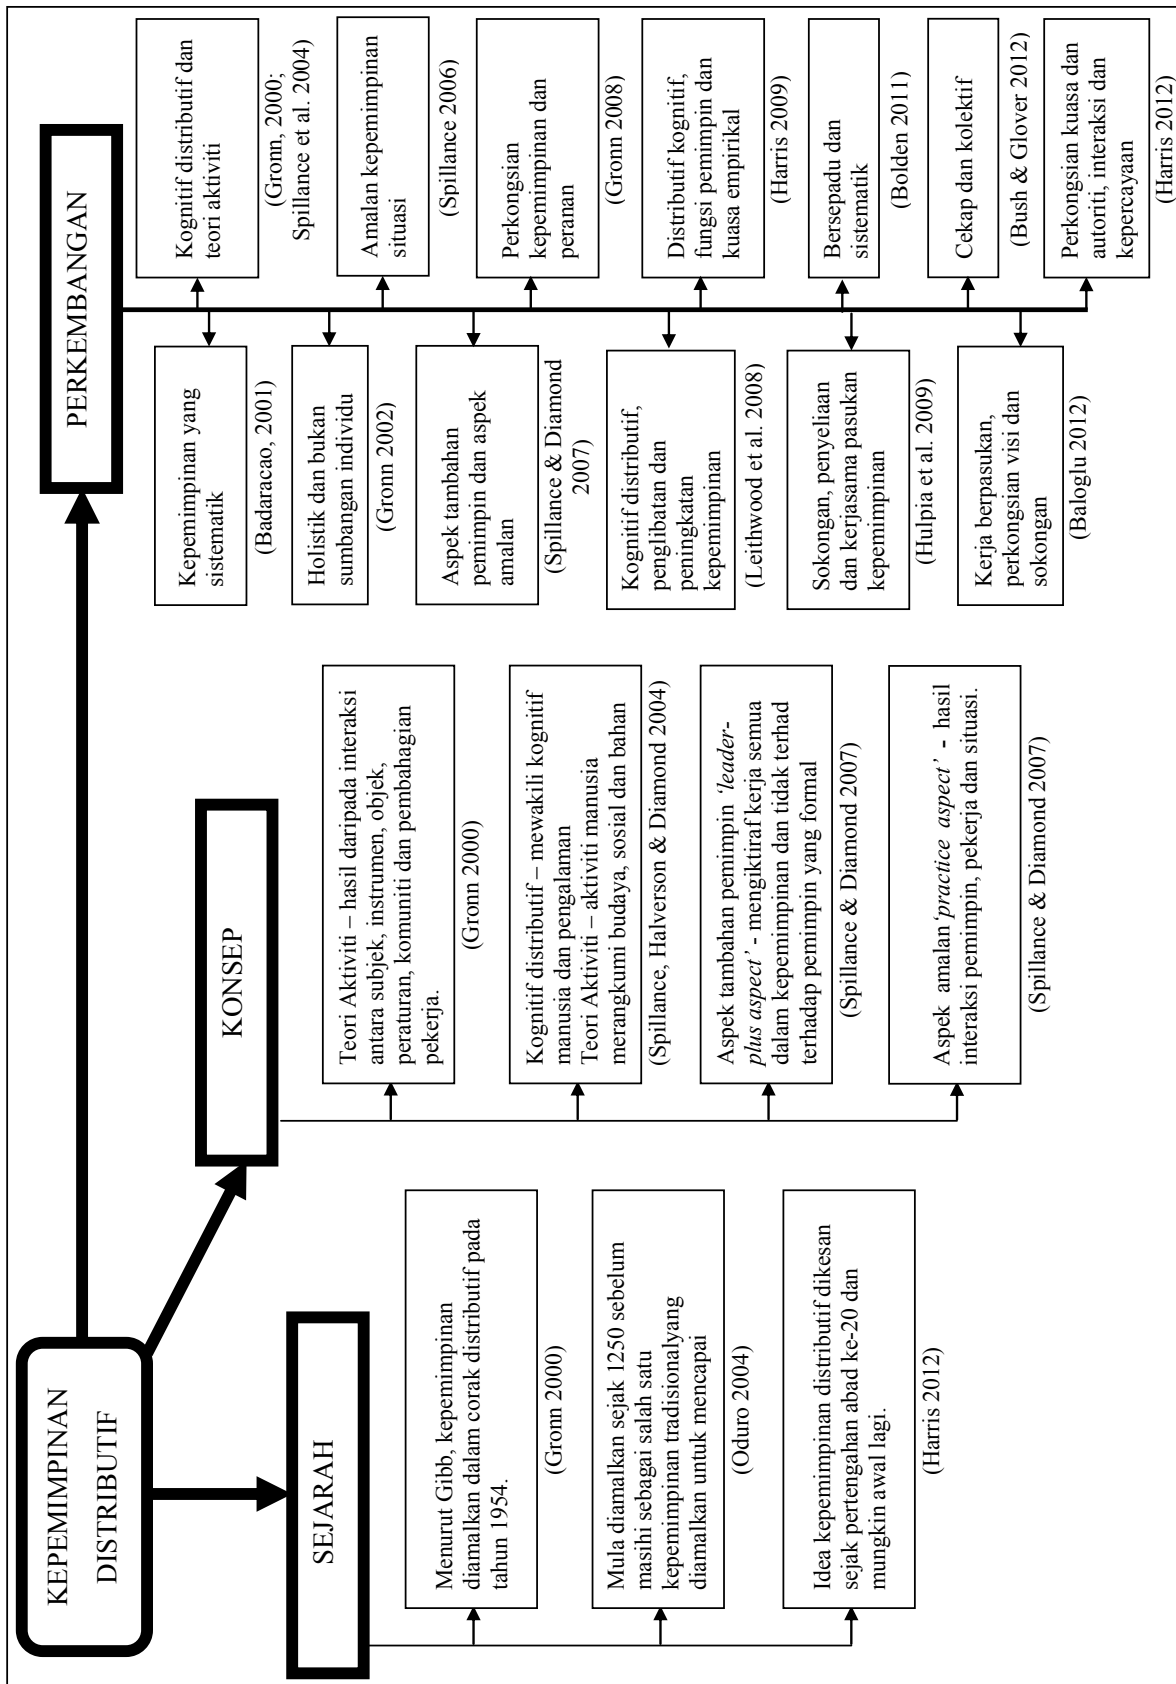 KEPEMIMPINAN
DISTRIBUTIF
SEJARAH
Menurut Gibb, kepemimpinan
diamalkan dalam corak distributif pada
tahun 1954.
(Gronn 2000)
Mula diamalkan sejak 1250 sebelum
masihi sebagai salah satu
kepemimpinan tradisionalyang
diamalkan untuk mencapai
(Oduro 2004)
Idea kepemimpinan distributif dikesan
sejak pertengahan abad ke-20 dan
mungkin awal lagi.
(Harris 2012)
KONSEP
Teori Aktiviti – hasil daripada interaksi
antara subjek, instrumen, objek,
peraturan, komuniti dan pembahagian
pekerja.
(Gronn 2000)
Kognitif distributif – mewakili kognitif
manusia dan pengalaman
Teori Aktiviti – aktiviti manusia
merangkumi budaya, sosial dan bahan
(Spillance, Halverson & Diamond 2004)
Aspek tambahan pemimpin ‘leader-
plus aspect’ - mengiktiraf kerja semua
dalam kepemimpinan dan tidak terhad
terhadap pemimpin yang formal
(Spillance & Diamond 2007)
Aspek amalan ‘practice aspect’ - hasil
interaksi pemimpin, pekerja dan situasi.
(Spillance & Diamond 2007)
PERKEMBANGAN
Kepemimpinan yang
sistematik
(Badaracao, 2001)
Holistik dan bukan
sumbangan individu
(Gronn 2002)
Aspek tambahan
pemimpin dan aspek
amalan
(Spillance & Diamond
2007)
Kognitif distributif,
penglibatan dan
peningkatan
kepemimpinan
(Leithwood et al. 2008)
Sokongan, penyeliaan
dan kerjasama pasukan
kepemimpinan
(Hulpia et al. 2009)
Kerja berpasukan,
perkongsian visi dan
sokongan
(Baloglu 2012)
Kognitif distributif dan
teori aktiviti
(Gronn, 2000;
Spillance et al. 2004)
Amalan kepemimpinan
situasi
(Spillance 2006)
Perkongsian
kepemimpinan dan
peranan
(Gronn 2008)
Distributif kognitif,
fungsi pemimpin dan
kuasa empirikal
(Harris 2009)
Bersepadu dan
sistematik
(Bolden 2011)
Cekap dan kolektif
(Bush & Glover 2012)
Perkongsian kuasa dan
autoriti, interaksi dan
kepercayaan
(Harris 2012)